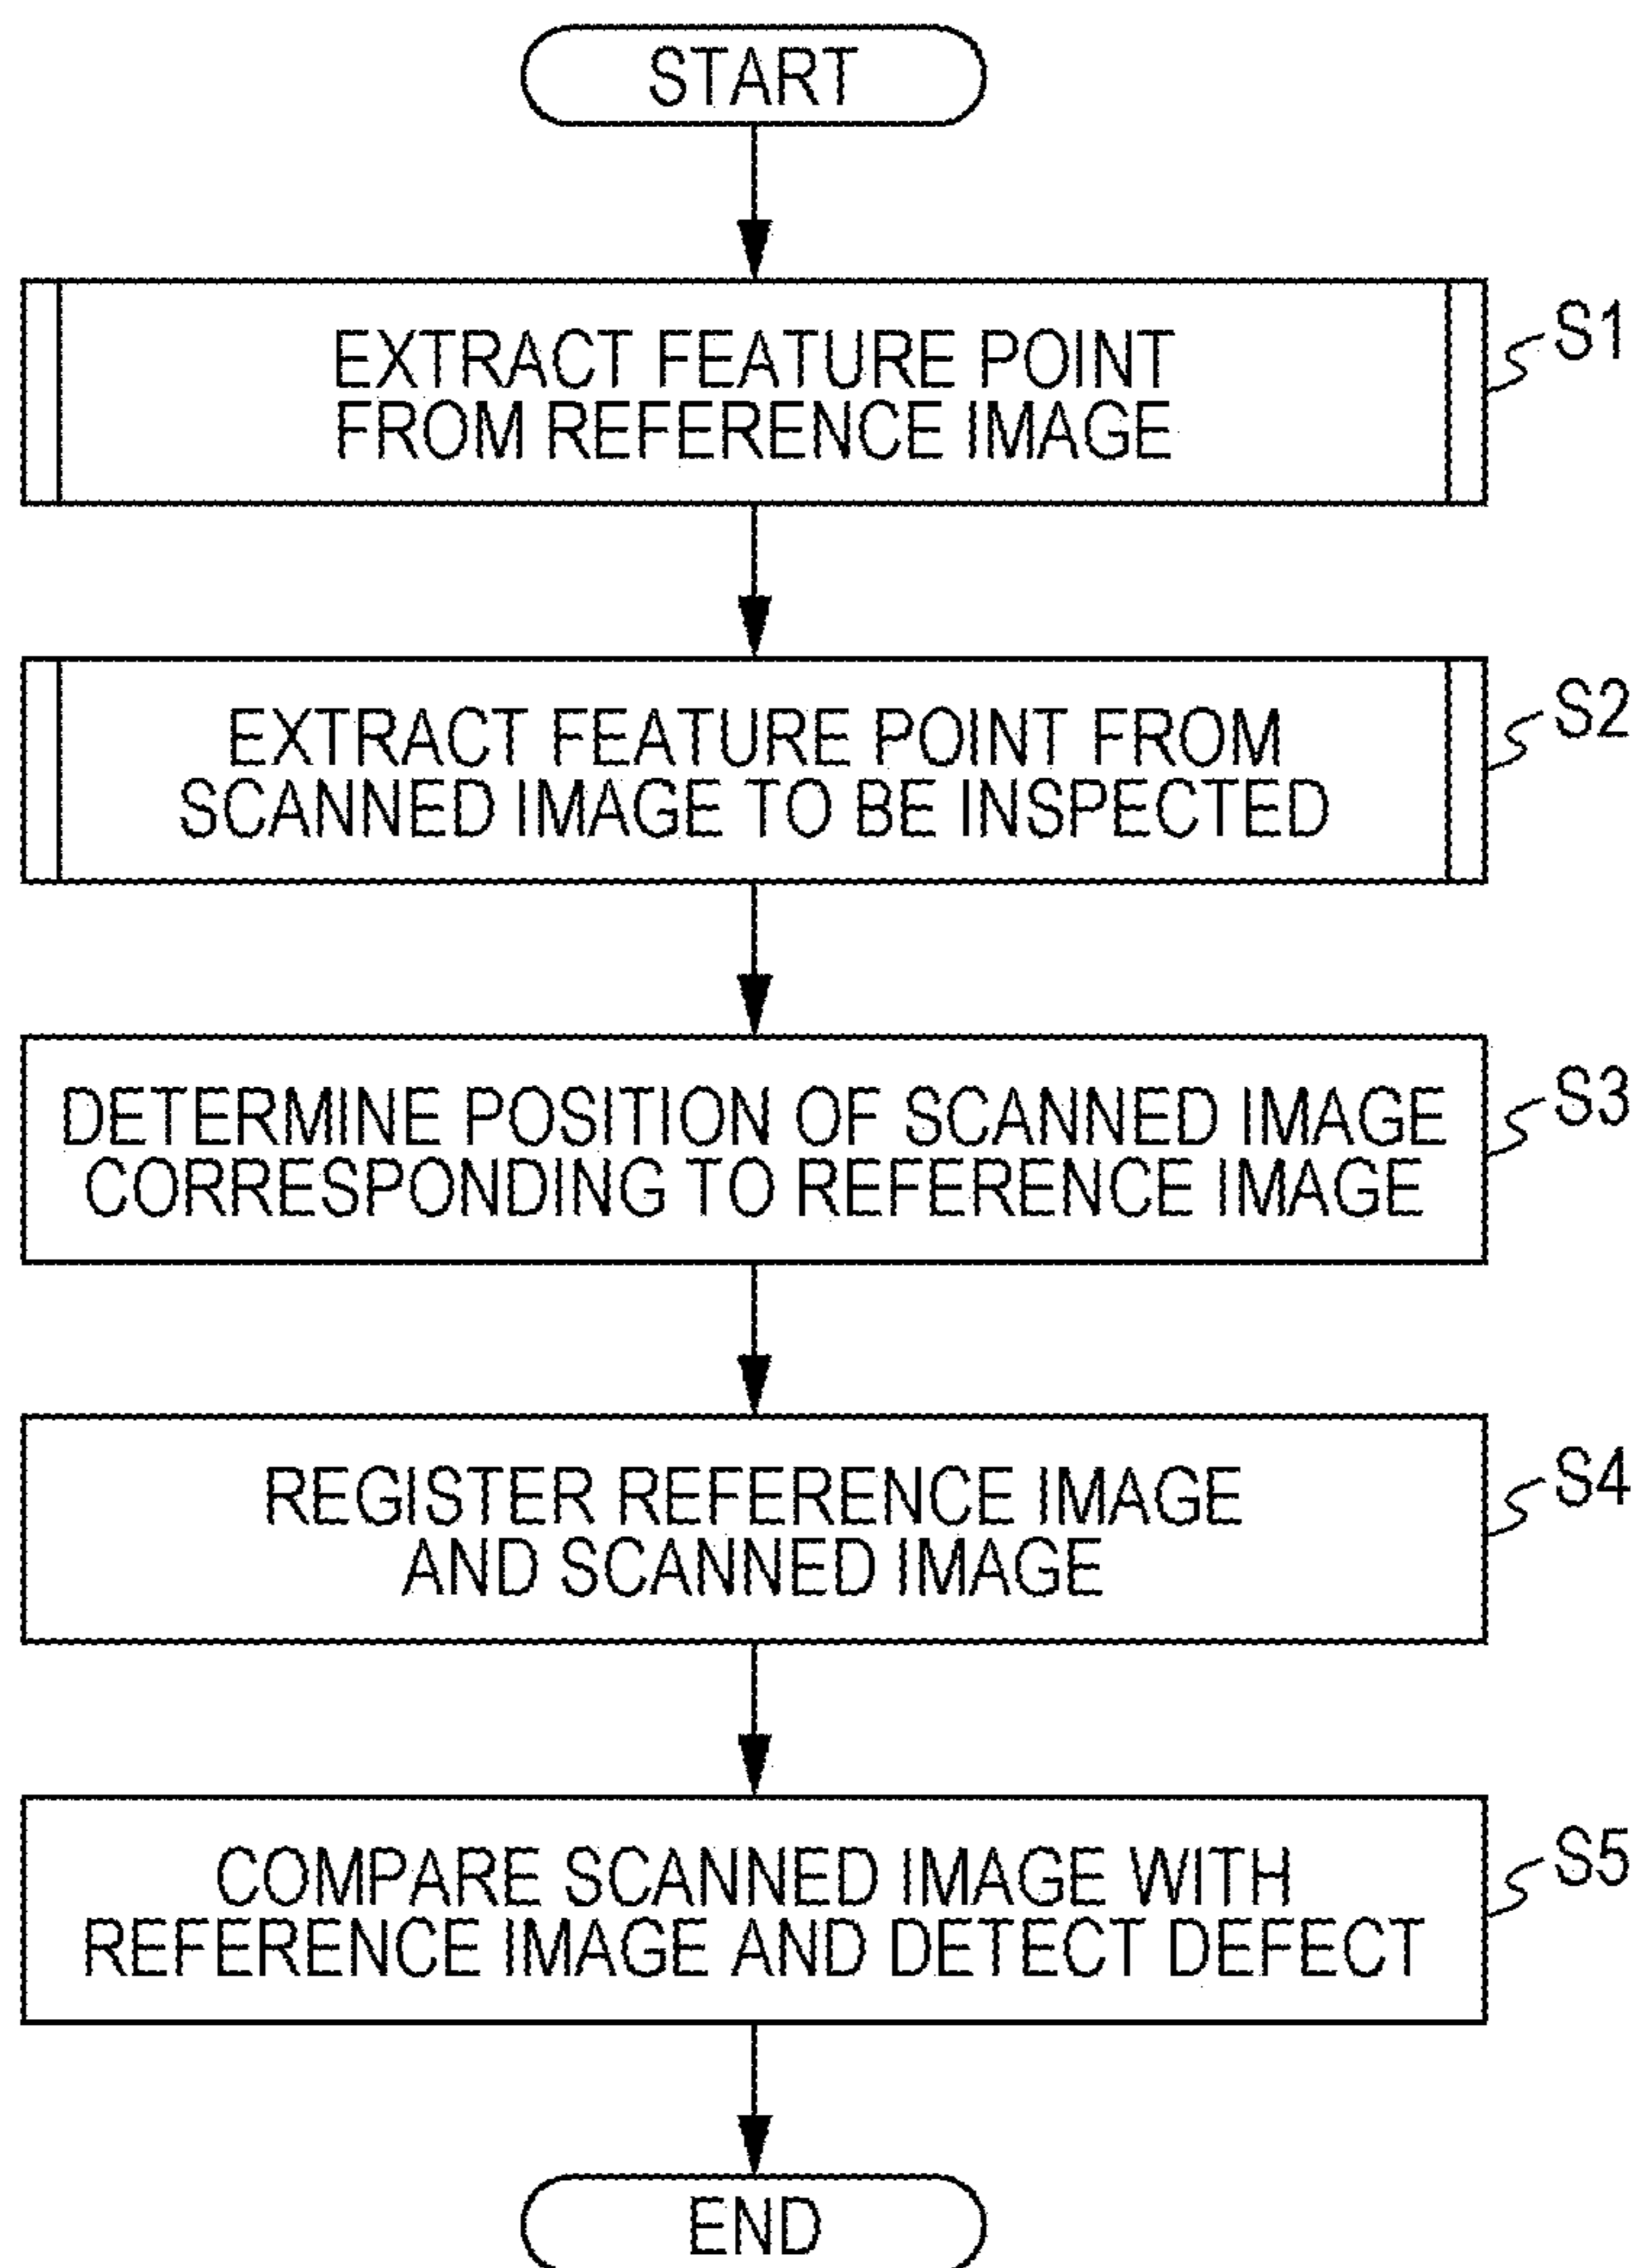 START
EXTRACT FEATURE POINT
FROM REFERENCE IMAGE
S1
EXTRACT FEATURE POINT FROM
SCANNED IMAGE TO BE INSPECTED
S2
DETERMINE POSITION OF SCANNED IMAGE
CORRESPONDING TO REFERENCE IMAGE
S3
REGISTER REFERENCE IMAGE
AND SCANNED IMAGE
S4
COMPARE SCANNED IMAGE WITH
REFERENCE IMAGE AND DETECT DEFECT
S5
END